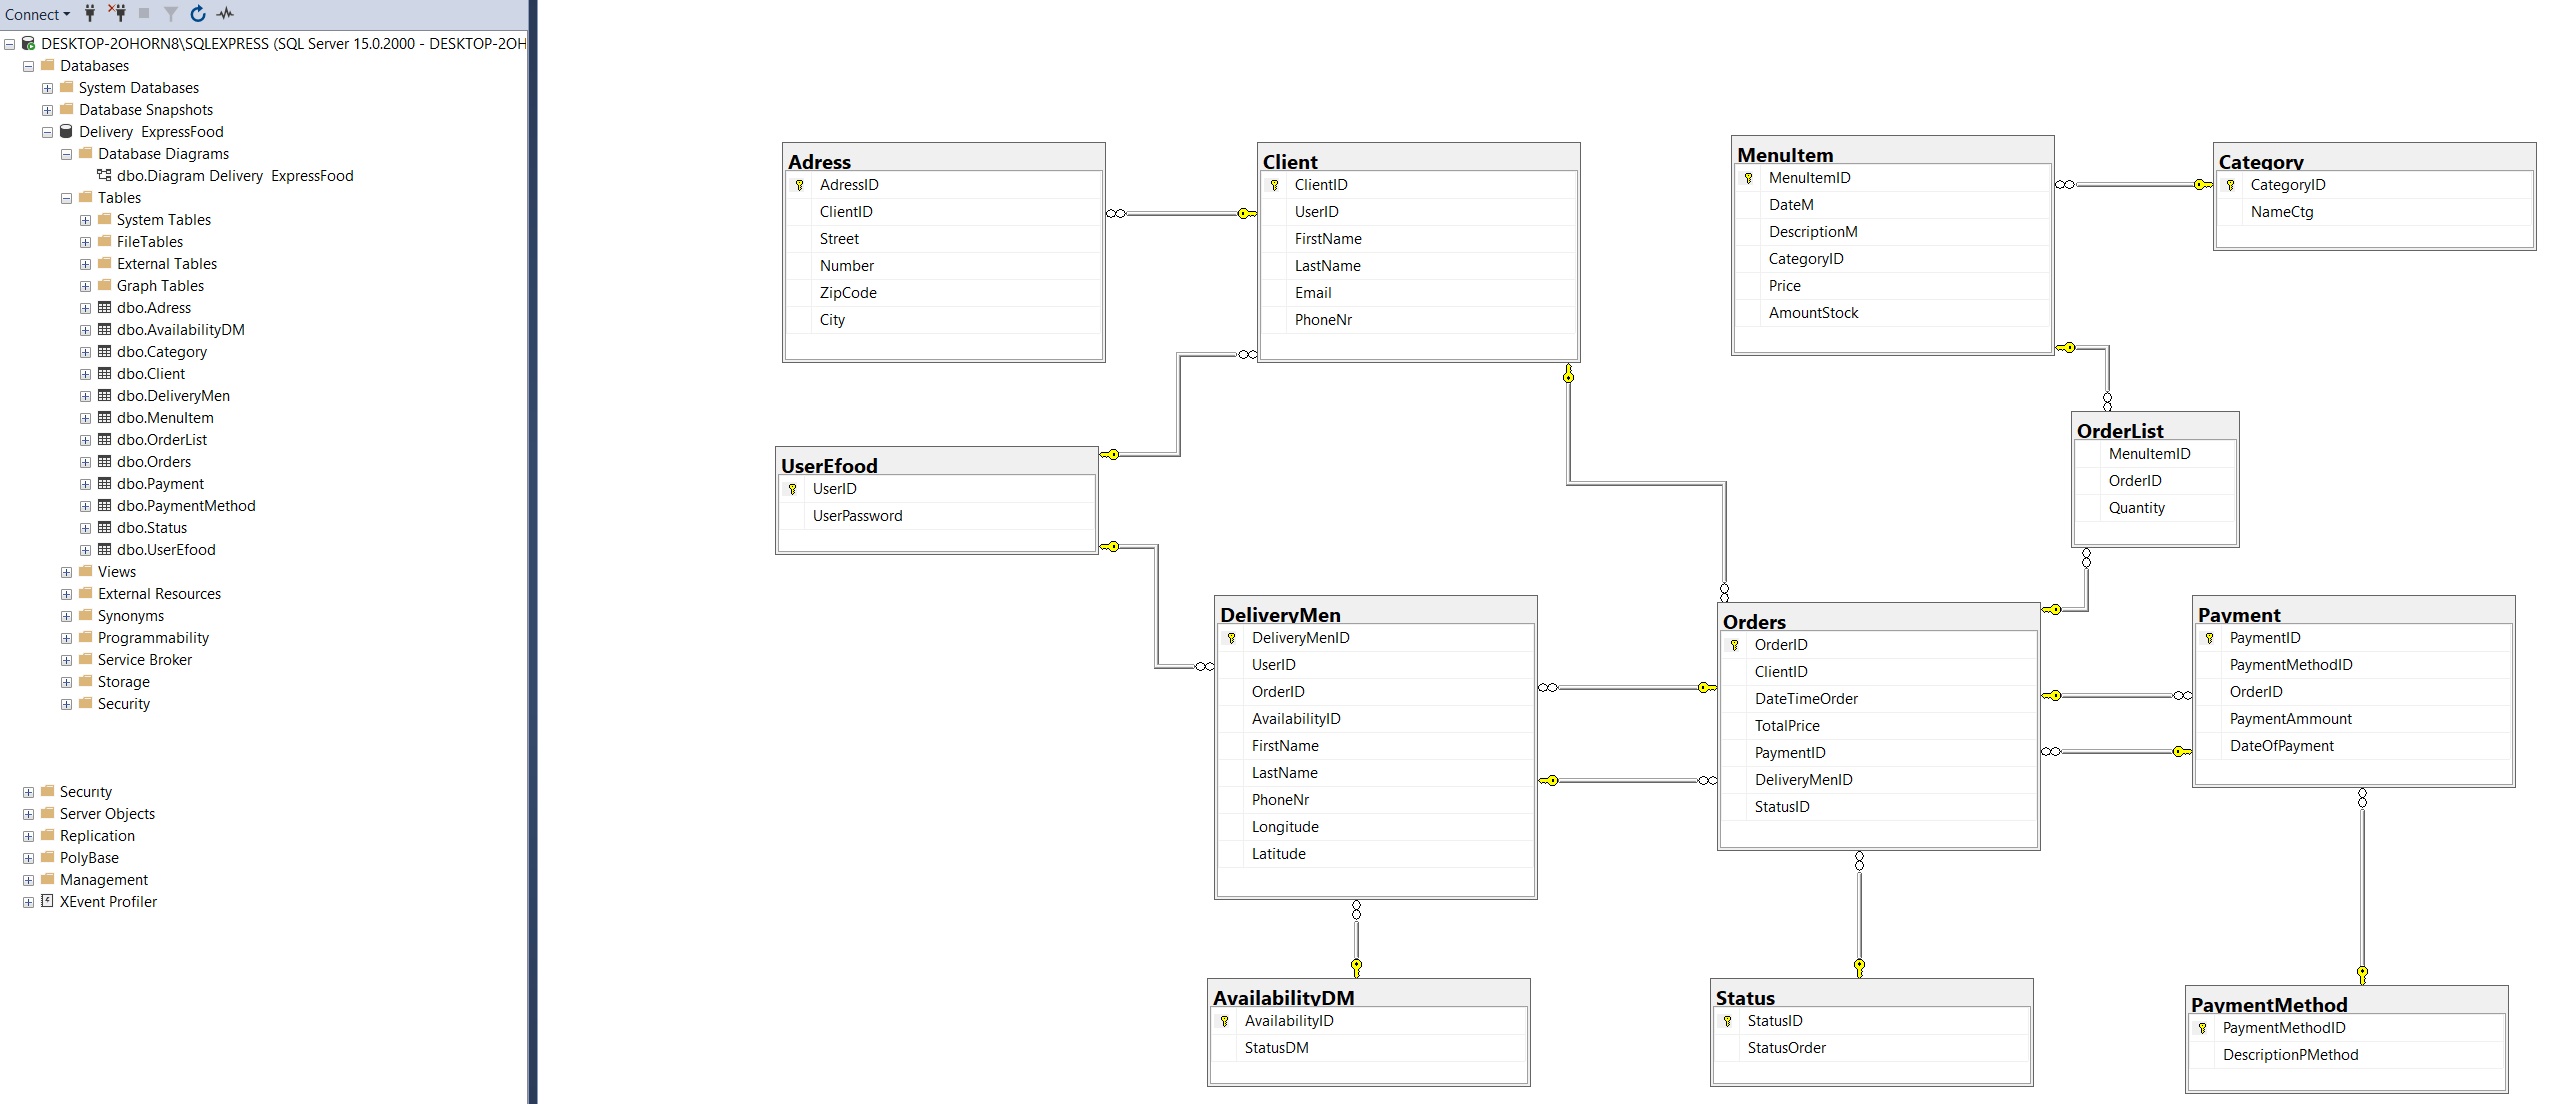 Connect
DESKTOP-2OHORN8\SQLEXPRESS (SQL Server 15.0.2000 - DESKTOP-2OH
Databases
System Databases
Database Snapshots
Delivery ExpressFood
Database Diagrams
dbo.Diagram Delivery ExpressFood
Tables
System Tables
FileTables
External Tables
Graph Tables
dbo.Adress
dbo.AvailabilityDM
dbo.Category
dbo.Client
dbo.DeliveryMen
dbo.MenuItem
dbo.OrderList
dbo.Orders
dbo.Payment
dbo.PaymentMethod
dbo.Status
dbo.UserEfood
Views
External Resources
Synonyms
Programmability
Service Broker
Storage
Security
Security
Server Objects
Replication
PolyBase
Management
XEvent Profiler
Adress
AdressID
ClientID
Street
Number
ZipCode
City
Client
ClientID
UserID
FirstName
LastName
Email
PhoneNr
MenuItem
MenuItemID
DateM
DescriptionM
CategoryID
Price
AmountStock
Category
CategoryID
NameCtg
UserEfood
UserID
UserPassword
OrderList
MenuItemID
OrderID
Quantity
DeliveryMen
DeliveryMenID
UserID
OrderID
AvailabilityID
FirstName
LastName
PhoneNr
Longitude
Latitude
Orders
OrderID
ClientID
DateTimeOrder
TotalPrice
PaymentID
DeliveryMenID
StatusID
Payment
PaymentID
PaymentMethodID
OrderID
PaymentAmmount
DateOfPayment
AvailabilityDM
AvailabilityID
StatusDM
Status
StatusID
StatusOrder
PaymentMethod
PaymentMethodID
DescriptionPMethod